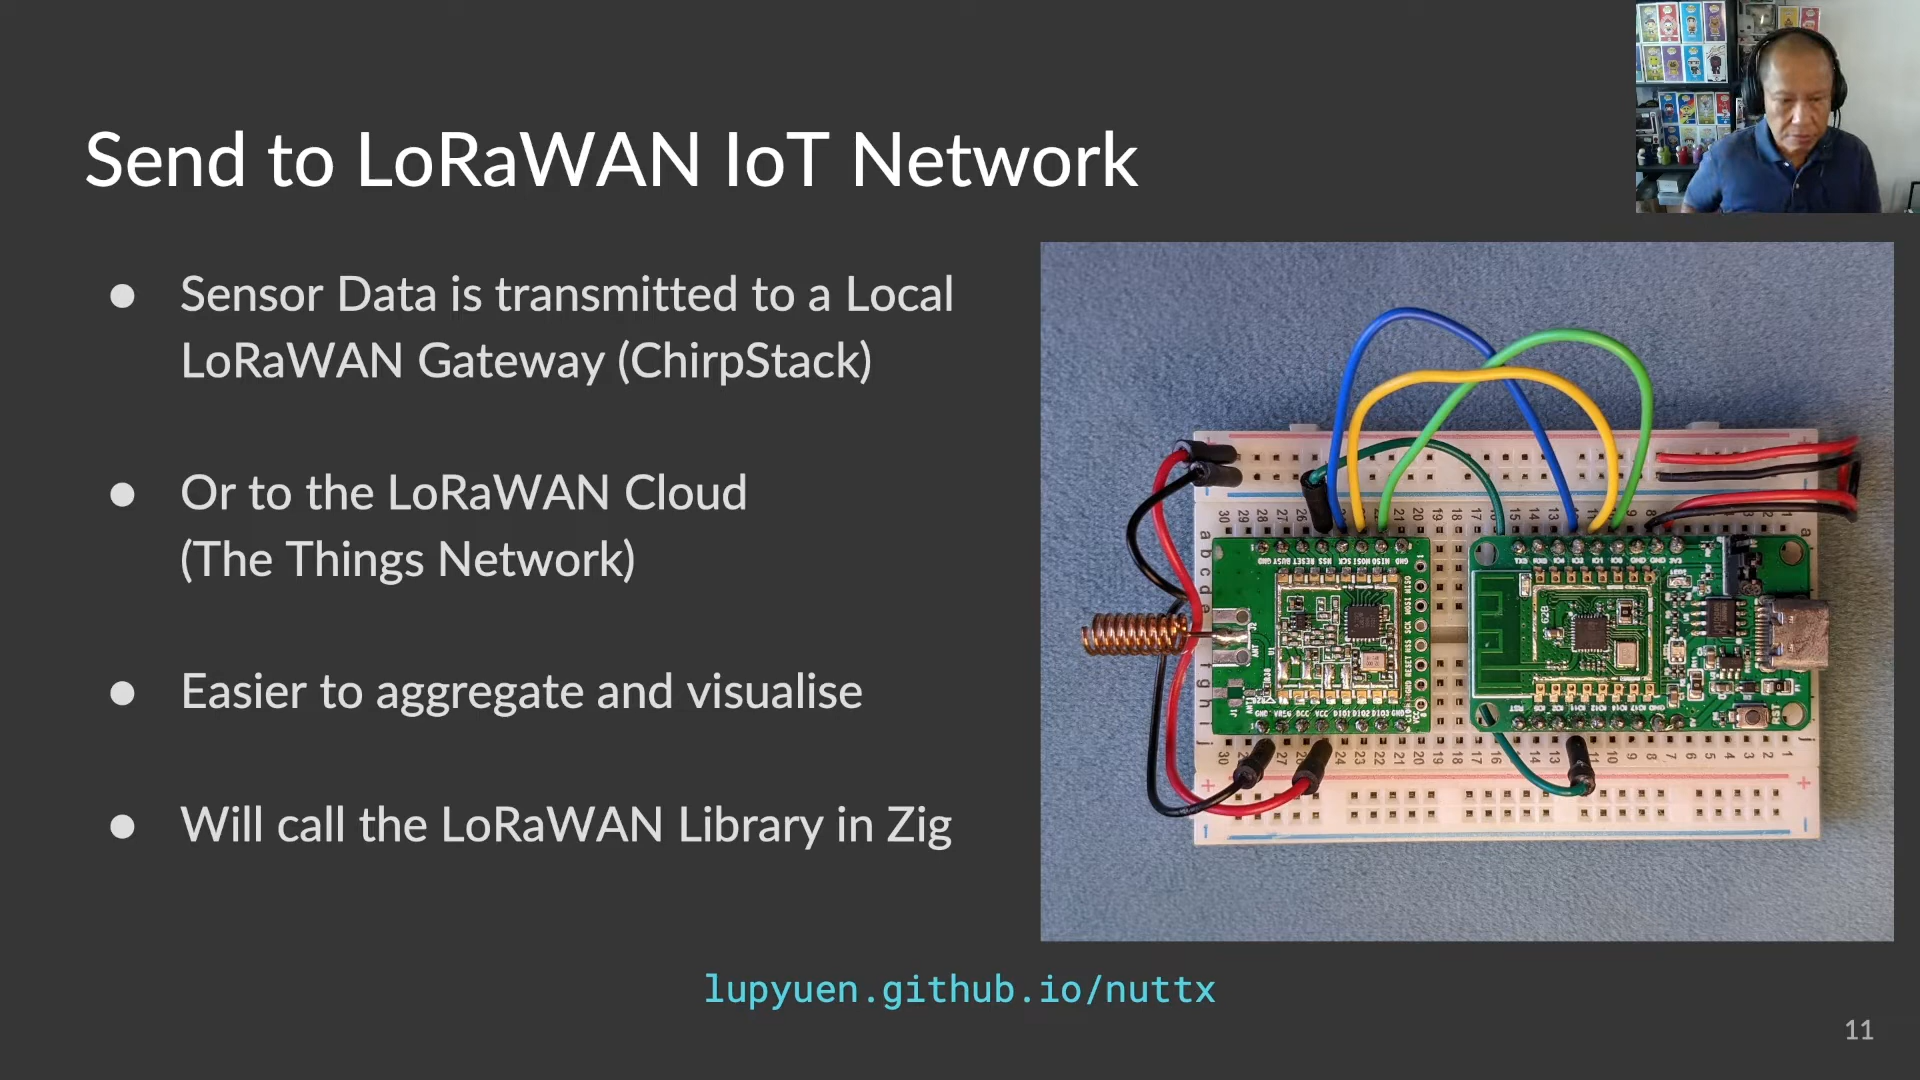 Send to LoRaWAN IoT Network
● Sensor Data is transmitted to a Local
LoRaWAN Gateway (ChirpStack)
● Or to the LoRaWAN Cloud
(The Things Network)
● Easier to aggregate and visualise
● Will call the LoRaWAN Library in Zig
lupyuen.github.io/nuttx
11